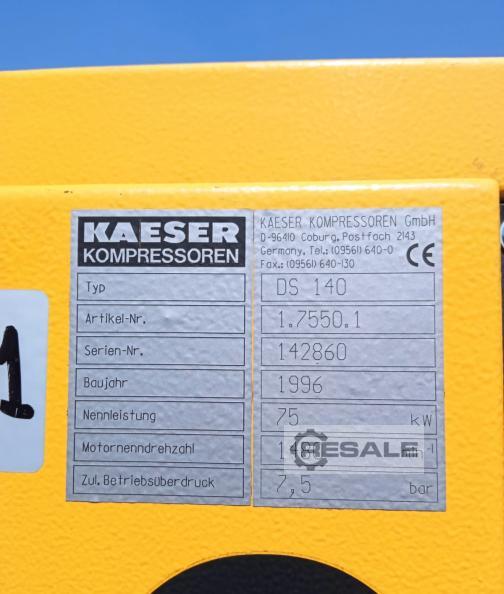 KAESER
KOMPRESSOREN
KAESER KOMPRESSOREN GmbH
D-96410 Coburg, Postfach 2143
Germany, Tel.: (09561) 640-0
Fax.: (09561) 640-130
CE
Typ DS 140
Artikel-Nr. 1.7550.1
Serien-Nr. 142860
Baujahr 1996
Nennleistung 75 kW
Motornenndrehzahl min⁻¹
Zul. Betriebsüberdruck 7,5 bar
RESALE
1